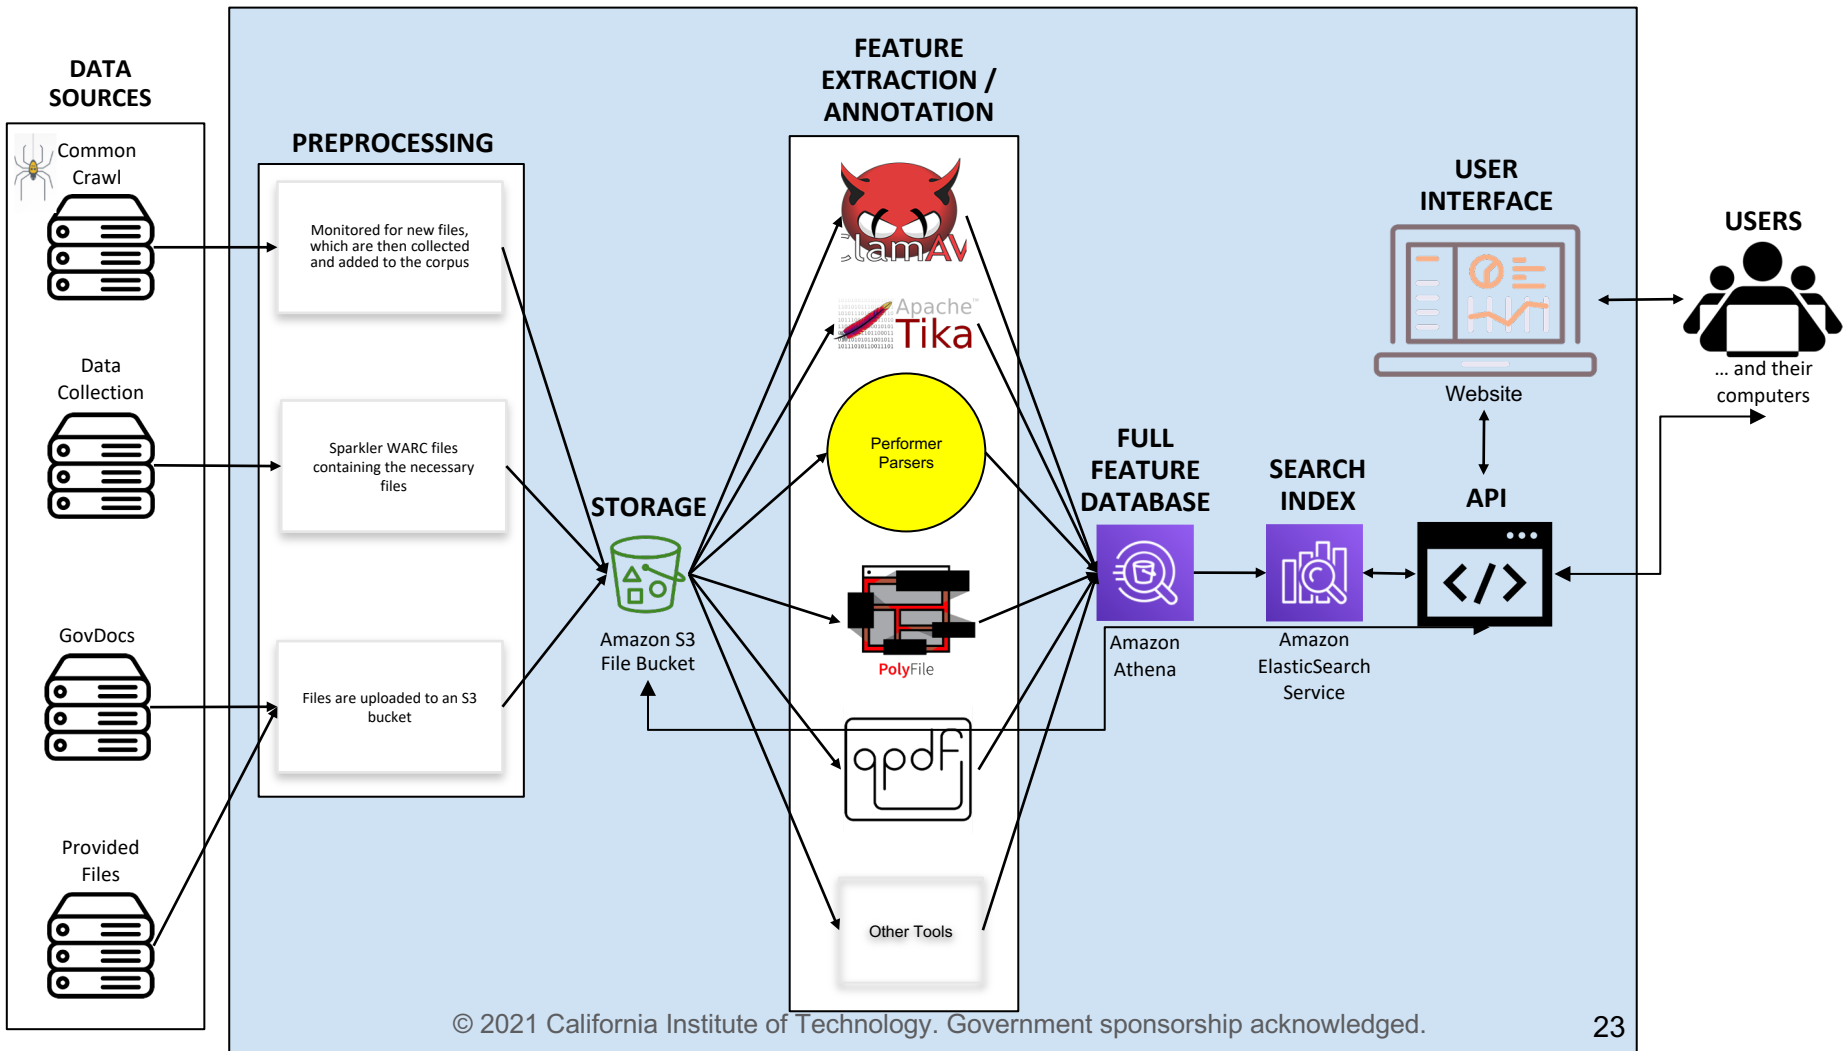 DATA
SOURCES
Common
Crawl
Data
Collection
GovDocs
Provided
Files
PREPROCESSING
Monitored for new files,
which are then collected
and added to the corpus
Sparkler WARC files
containing the necessary
files
Files are uploaded to an S3
bucket
STORAGE
Amazon S3
File Bucket
FEATURE
EXTRACTION /
ANNOTATION
ClamAV
Apache™
Tika
Performer
Parsers
PolyFile
qpdf
Other Tools
FULL
FEATURE
DATABASE
Amazon
Athena
SEARCH
INDEX
Amazon
ElasticSearch
Service
USER
INTERFACE
Website
API
</>
USERS
... and their
computers
© 2021 California Institute of Technology. Government sponsorship acknowledged.
23